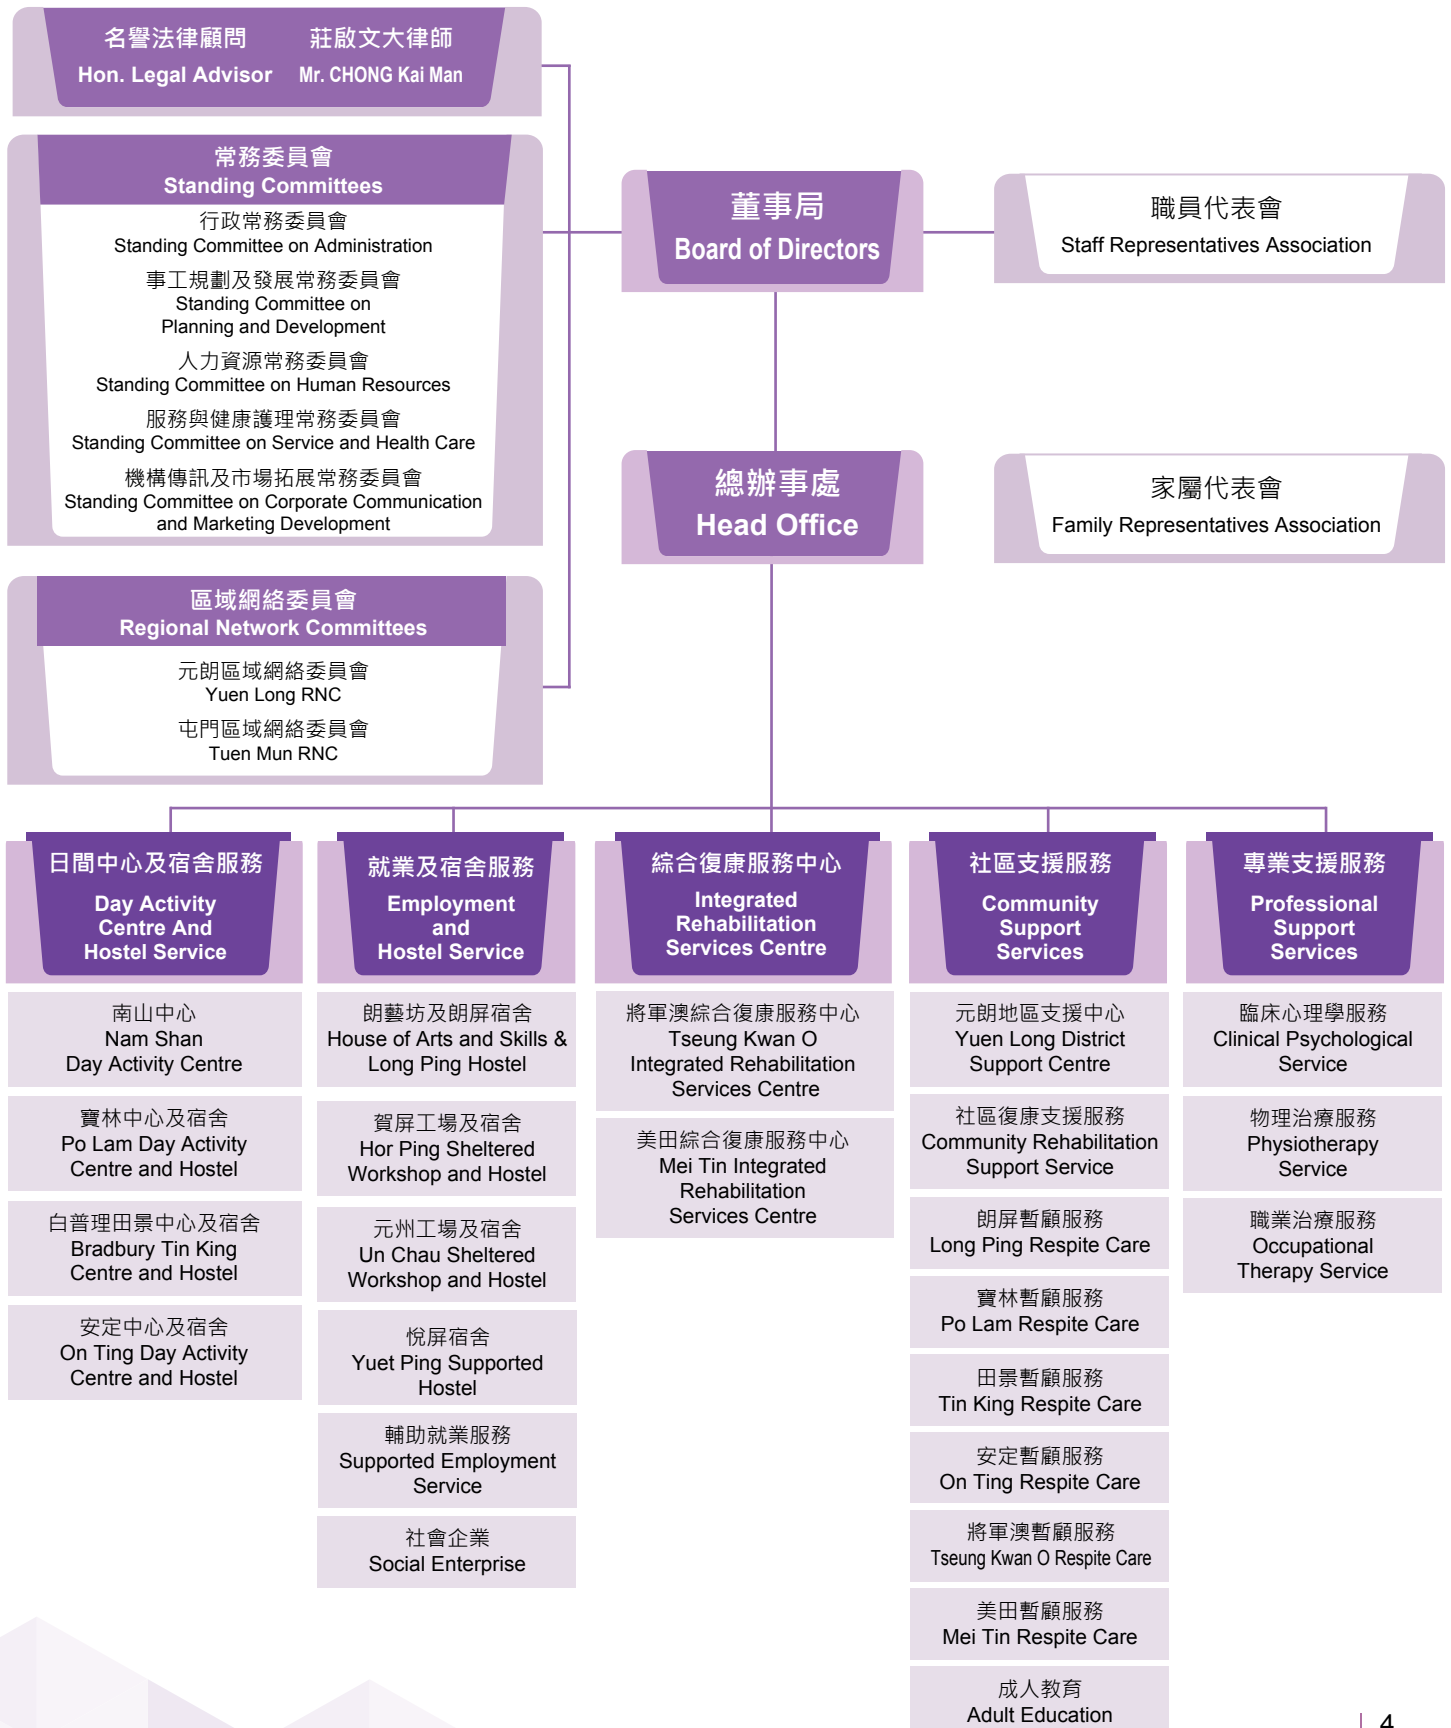 名譽法律顧問 莊啟文大律師
Hon. Legal Advisor Mr. CHONG Kai Man
常務委員會
Standing Committees
行政常務委員會
Standing Committee on Administration
事工規劃及發展常務委員會
Standing Committee on
Planning and Development
人力資源常務委員會
Standing Committee on Human Resources
服務與健康護理常務委員會
Standing Committee on Service and Health Care
機構傳訊及市場拓展常務委員會
Standing Committee on Corporate Communication
and Marketing Development
區域網絡委員會
Regional Network Committees
元朗區域網絡委員會
Yuen Long RNC
屯門區域網絡委員會
Tuen Mun RNC
董事局
Board of Directors
職員代表會
Staff Representatives Association
總辦事處
Head Office
家屬代表會
Family Representatives Association
日間中心及宿舍服務
Day Activity
Centre And
Hostel Service
南山中心
Nam Shan
Day Activity Centre
寶林中心及宿舍
Po Lam Day Activity
Centre and Hostel
白普理田景中心及宿舍
Bradbury Tin King
Centre and Hostel
安定中心及宿舍
On Ting Day Activity
Centre and Hostel
就業及宿舍服務
Employment
and
Hostel Service
朗藝坊及朗屏宿舍
House of Arts and Skills &
Long Ping Hostel
賀屏工場及宿舍
Hor Ping Sheltered
Workshop and Hostel
元州工場及宿舍
Un Chau Sheltered
Workshop and Hostel
悅屏宿舍
Yuet Ping Supported
Hostel
輔助就業服務
Supported Employment
Service
社會企業
Social Enterprise
綜合復康服務中心
Integrated
Rehabilitation
Services Centre
將軍澳綜合復康服務中心
Tseung Kwan O
Integrated Rehabilitation
Services Centre
美田綜合復康服務中心
Mei Tin Integrated
Rehabilitation
Services Centre
社區支援服務
Community
Support
Services
元朗地區支援中心
Yuen Long District
Support Centre
社區復康支援服務
Community Rehabilitation
Support Service
朗屏暫顧服務
Long Ping Respite Care
寶林暫顧服務
Po Lam Respite Care
田景暫顧服務
Tin King Respite Care
安定暫顧服務
On Ting Respite Care
將軍澳暫顧服務
Tseung Kwan O Respite Care
美田暫顧服務
Mei Tin Respite Care
成人教育
Adult Education
專業支援服務
Professional
Support
Services
臨床心理學服務
Clinical Psychological
Service
物理治療服務
Physiotherapy
Service
職業治療服務
Occupational
Therapy Service
4